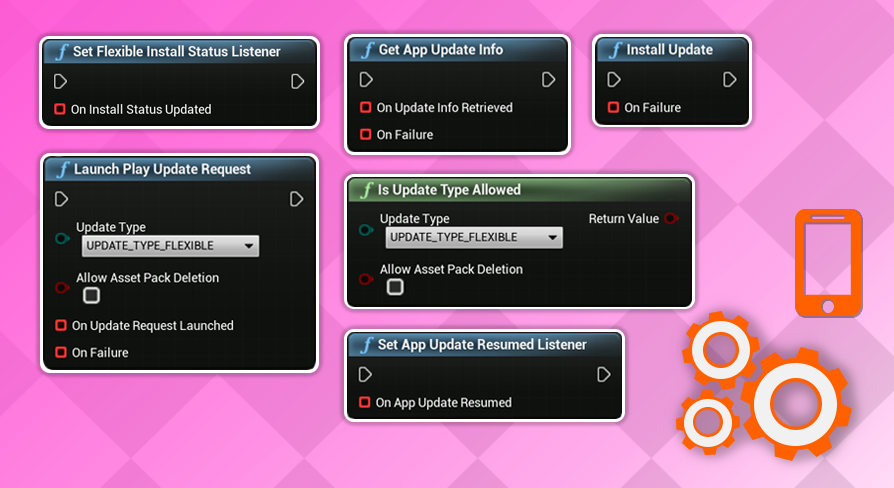 Set Flexible Install Status Listener
On Install Status Updated
Get App Update Info
On Update Info Retrieved
On Failure
Install Update
On Failure
Launch Play Update Request
Update Type
UPDATE_TYPE_FLEXIBLE
Allow Asset Pack Deletion
On Update Request Launched
On Failure
Is Update Type Allowed
Update Type
Return Value
UPDATE_TYPE_FLEXIBLE
Allow Asset Pack Deletion
Set App Update Resumed Listener
On App Update Resumed